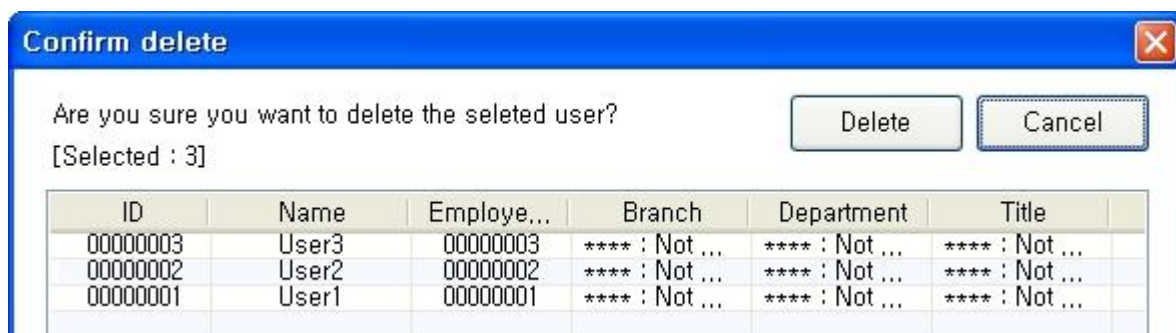 Confirm delete
Are you sure you want to delete the seleted user?
Delete Cancel
[Selected : 3]
ID Name Employe... Branch Department Title
00000003 User3 00000003 **** : Not ... **** : Not ... **** : Not ...
00000002 User2 00000002 **** : Not ... **** : Not ... **** : Not ...
00000001 User1 00000001 **** : Not ... **** : Not ... **** : Not ...